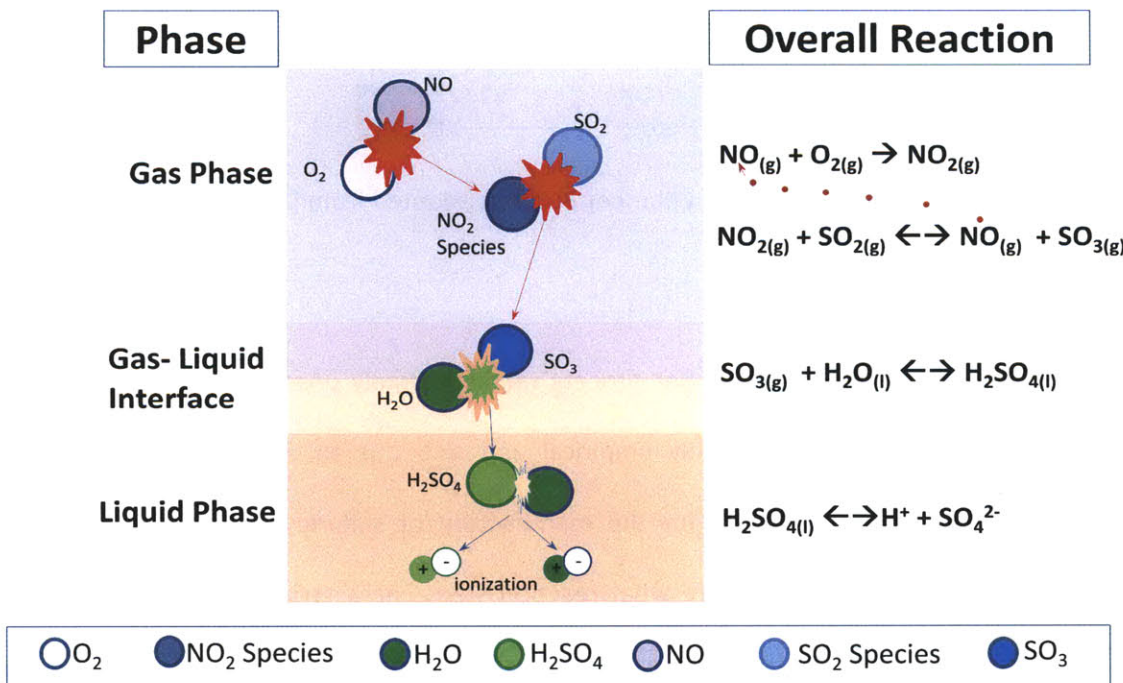 Phase
Overall Reaction
Gas Phase
NO
O₂
SO₂
NO₂
Species
NO(g) + O₂(g) → NO₂(g)
NO₂(g) + SO₂(g) ←→ NO(g) + SO₃(g)
Gas- Liquid
Interface
SO₃
H₂O
SO₃(g) + H₂O(l) ←→ H₂SO₄(l)
Liquid Phase
H₂SO₄
H₂SO₄(l) ←→H⁺ + SO₄²⁻
+ - + -
ionization
O₂ NO₂ Species H₂O H₂SO₄ NO SO₂ Species SO₃